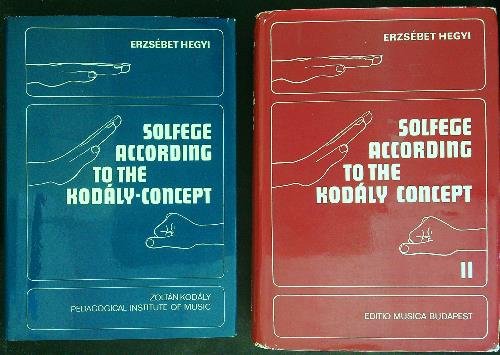 ERZSÉBET HEGYI
SOLFEGE
ACCORDING
TO THE
KODÁLY-CONCEPT
ZOLTÁN KODÁLY
PEDAGOGICAL INSTITUTE OF MUSIC
ERZSÉBET HEGYI
SOLFEGE
ACCORDING
TO THE
KODÁLY CONCEPT
II
EDITIO MUSICA BUDAPEST